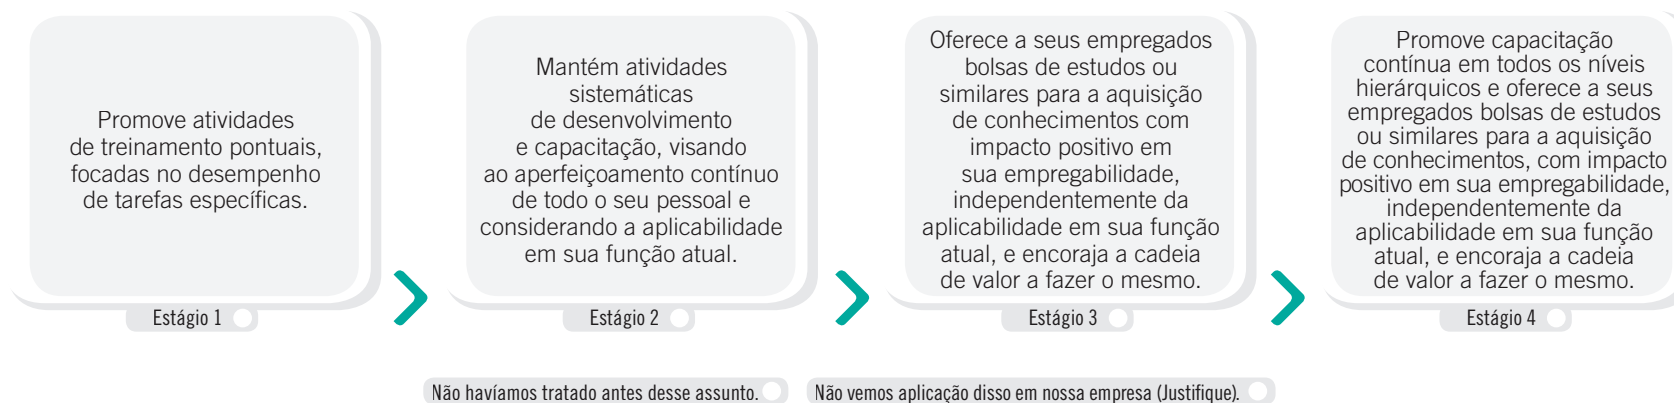 Promove atividades
de treinamento pontuais,
focadas no desempenho
de tarefas específicas.
Estágio 1
Mantém atividades
sistemáticas
de desenvolvimento
e capacitação, visando
ao aperfeiçoamento contínuo
de todo o seu pessoal e
considerando a aplicabilidade
em sua função atual.
Estágio 2
Oferece a seus empregados
bolsas de estudos ou
similares para a aquisição
de conhecimentos com
impacto positivo em
sua empregabilidade,
independentemente da
aplicabilidade em sua função
atual, e encoraja a cadeia
de valor a fazer o mesmo.
Estágio 3
Promove capacitação
contínua em todos os níveis
hierárquicos e oferece a seus
empregados bolsas de estudos
ou similares para a aquisição
de conhecimentos, com impacto
positivo em sua empregabilidade,
independentemente da
aplicabilidade em sua função
atual, e encoraja a cadeia
de valor a fazer o mesmo.
Estágio 4
Não havíamos tratado antes desse assunto.
Não vemos aplicação disso em nossa empresa (Justifique).